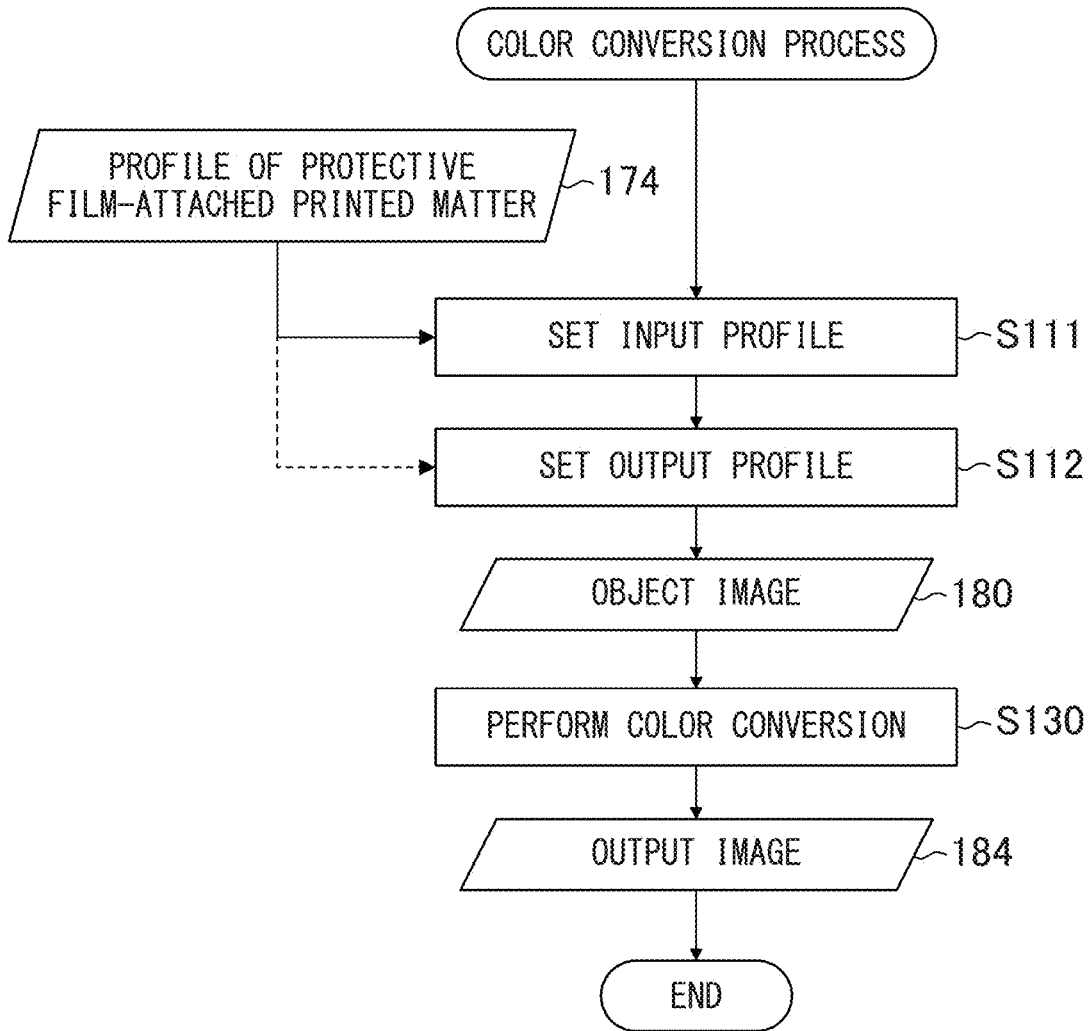 COLOR CONVERSION PROCESS
PROFILE OF PROTECTIVE
FILM-ATTACHED PRINTED MATTER
174
SET INPUT PROFILE
S111
SET OUTPUT PROFILE
S112
OBJECT IMAGE
180
PERFORM COLOR CONVERSION
S130
OUTPUT IMAGE
184
END